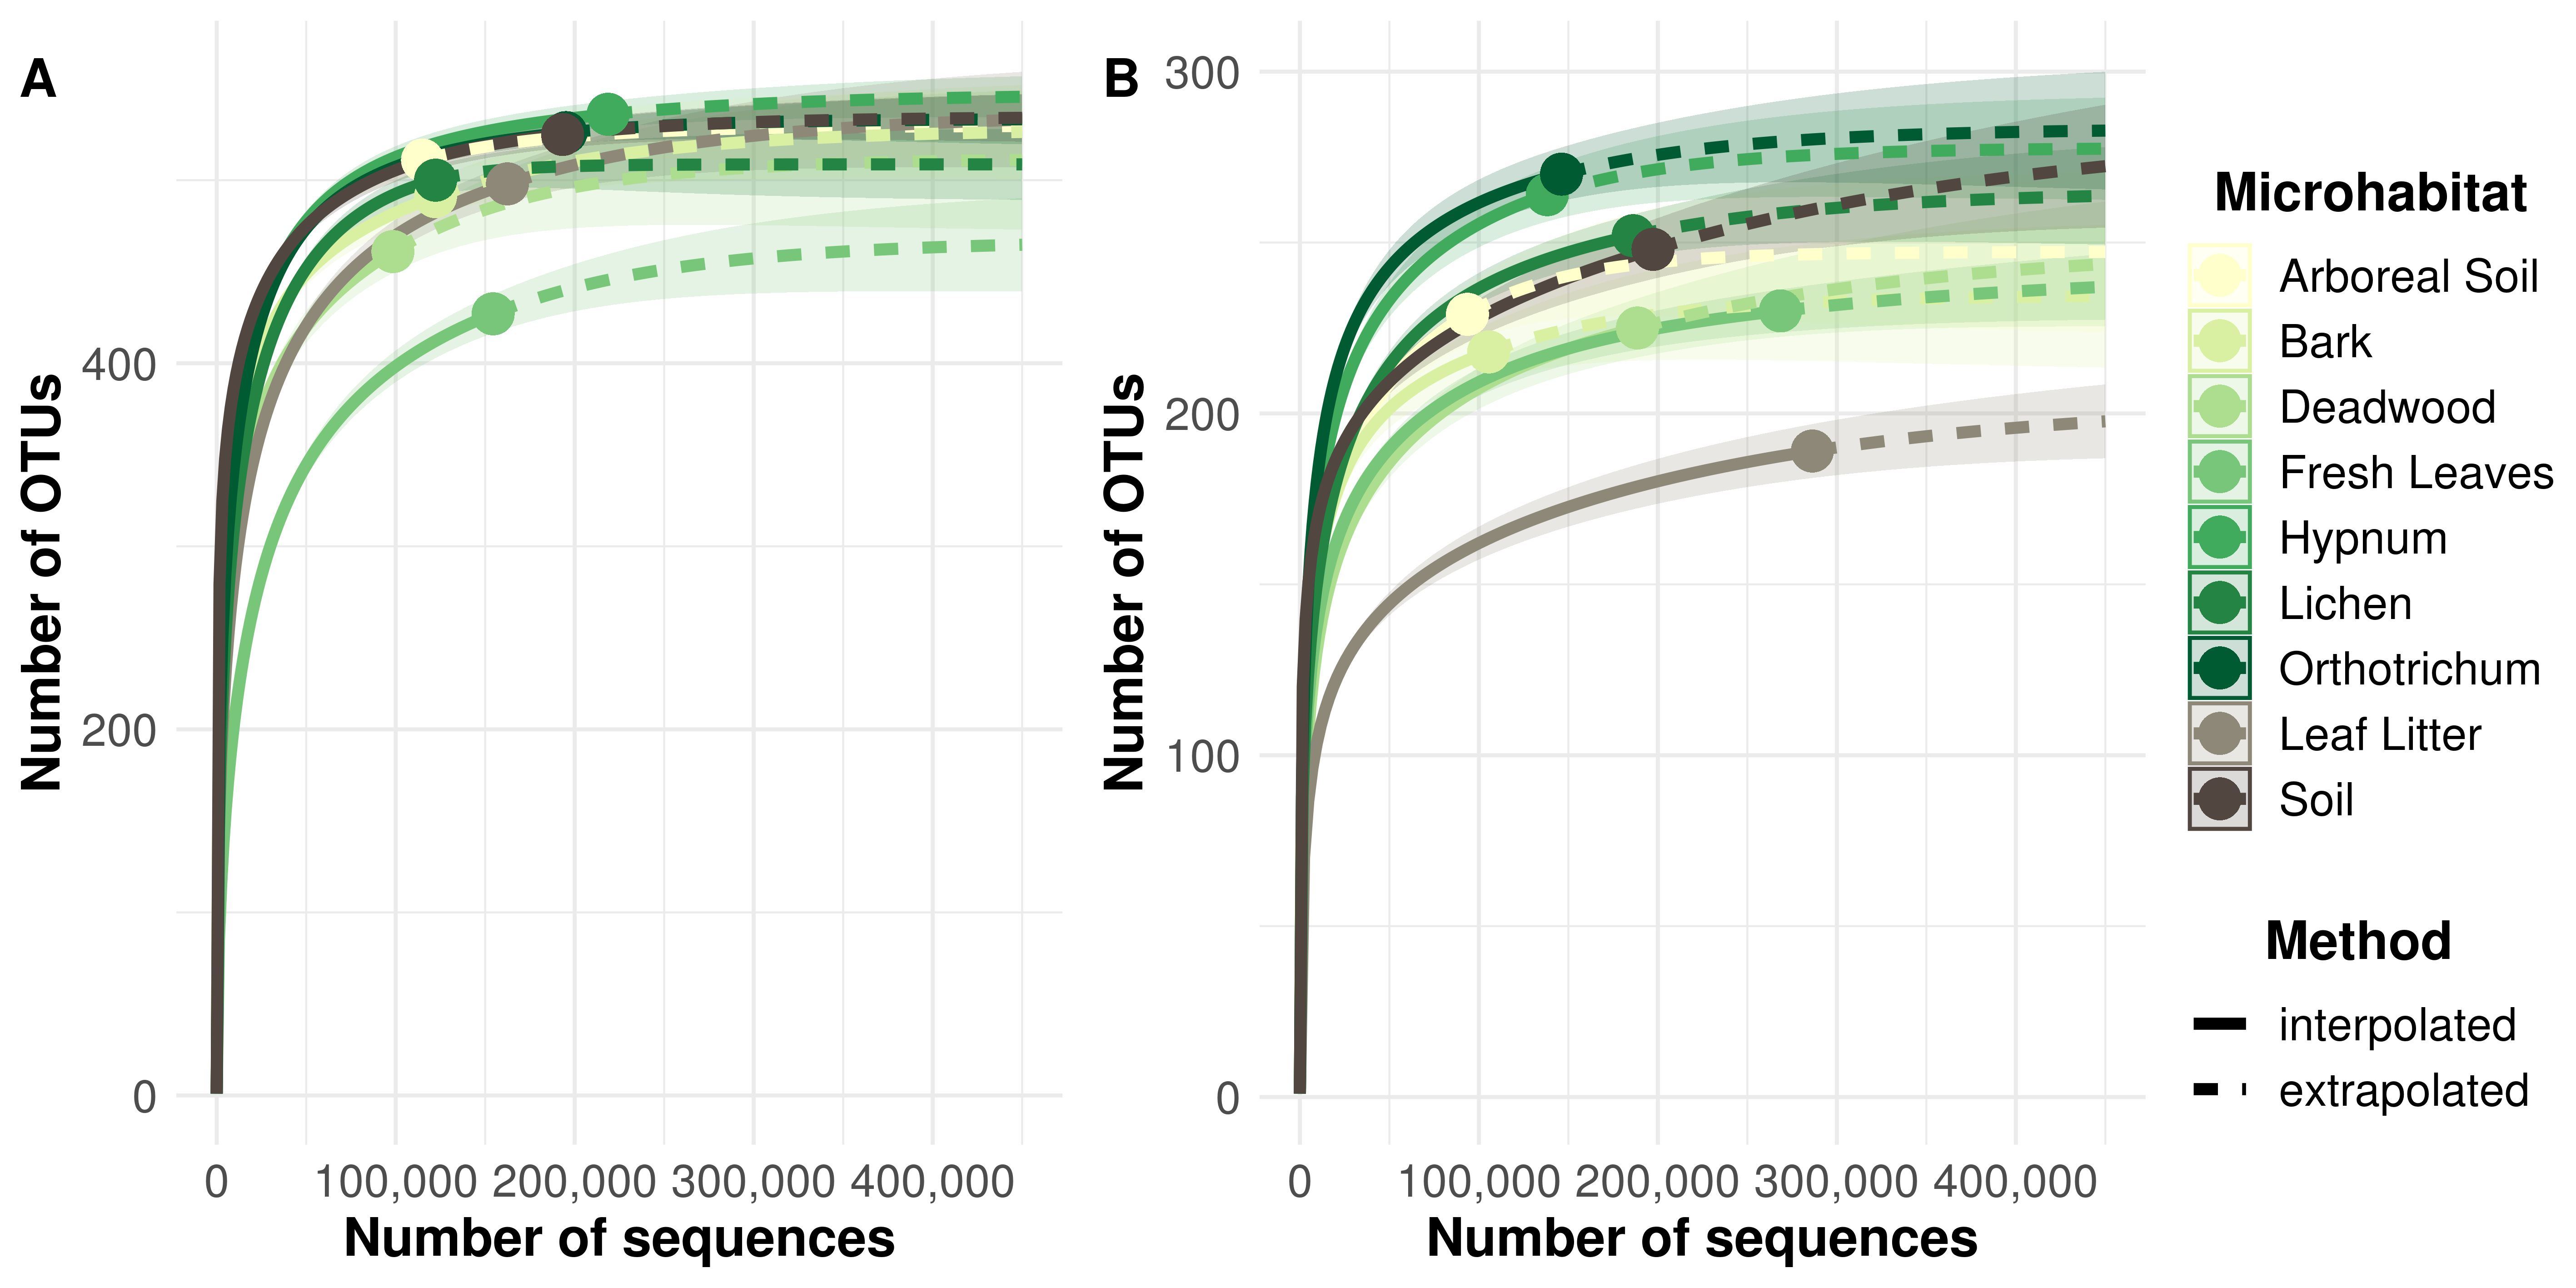 A
Number of OTUs
400
200
0
0
100,000
200,000
300,000
400,000
Number of sequences
B
Number of OTUs
300
200
100
0
0
100,000
200,000
300,000
400,000
Number of sequences
Microhabitat
Arboreal Soil
Bark
Deadwood
Fresh Leaves
Hypnum
Lichen
Orthotrichum
Leaf Litter
Soil
Method
interpolated
extrapolated